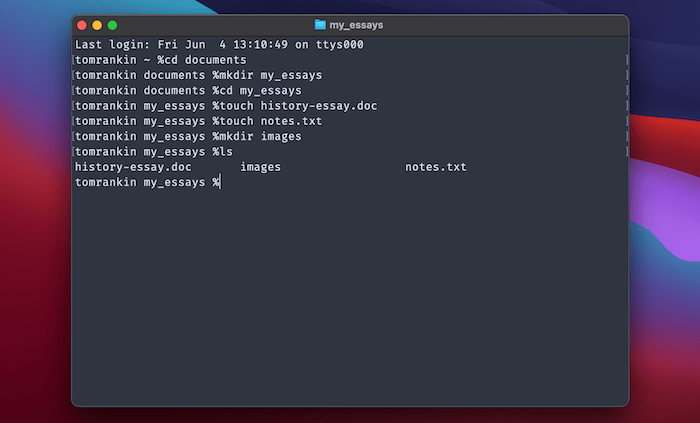 my_essays
Last login: Fri Jun  4 13:10:49 on ttys000
[tomrankin ~ %cd documents ]
[tomrankin documents %mkdir my_essays ]
[tomrankin documents %cd my_essays ]
[tomrankin my_essays %touch history-essay.doc ]
[tomrankin my_essays %touch notes.txt ]
[tomrankin my_essays %mkdir images ]
[tomrankin my_essays %ls ]
history-essay.doc       images                  notes.txt
tomrankin my_essays %